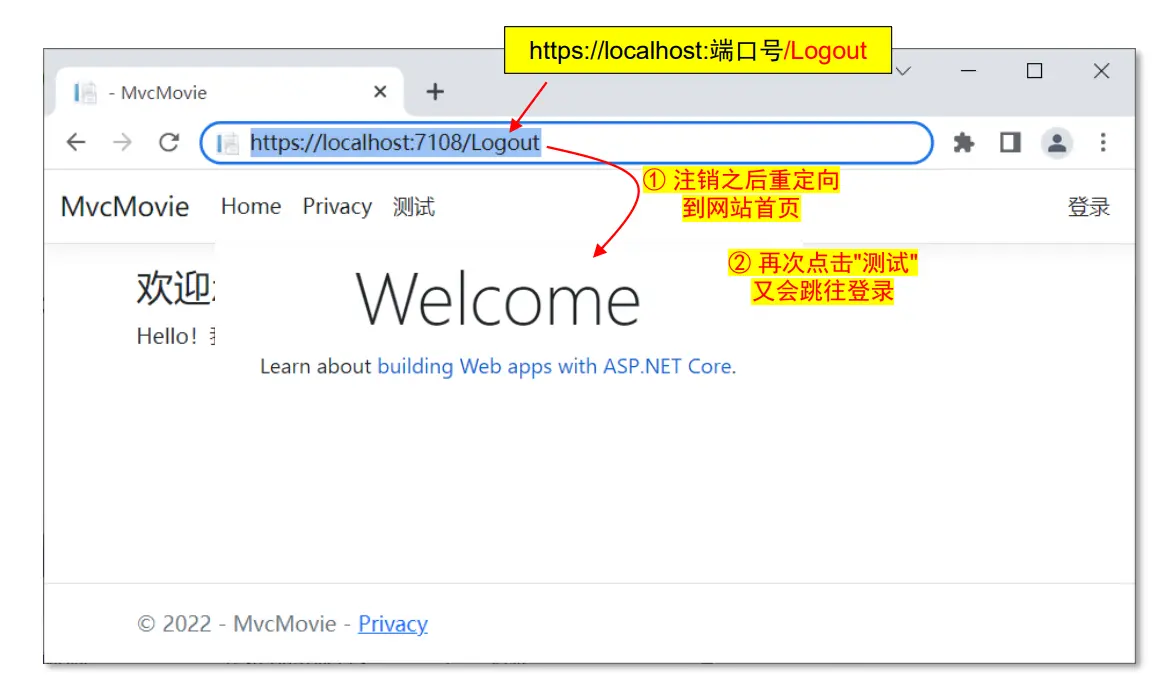 https://localhost:端口号/Logout
- MvcMovie
https://localhost:7108/Logout
① 注销之后重定向
到网站首页
MvcMovie Home Privacy 测试 登录
② 再次点击"测试"
又会跳往登录
欢迎
Welcome
Hello!
Learn about building Web apps with ASP.NET Core.
© 2022 - MvcMovie - Privacy